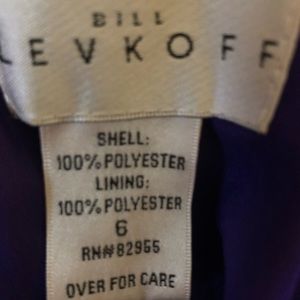 BILL
LEVKOFF
SHELL:
100% POLYESTER
LINING:
100% POLYESTER
6
RN#82955
OVER FOR CARE